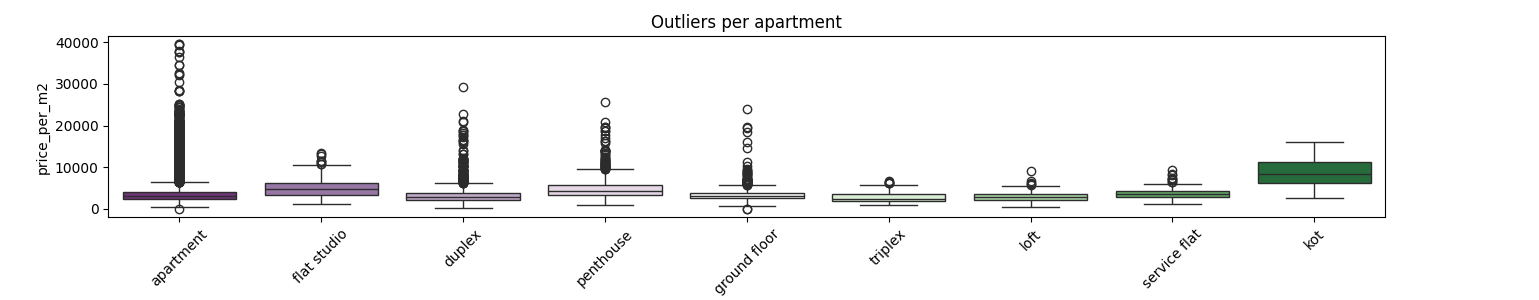 Outliers per apartment
price_per_m2
40000
30000
20000
10000
0
apartment
flat studio
duplex
penthouse
ground floor
triplex
loft
service flat
kot